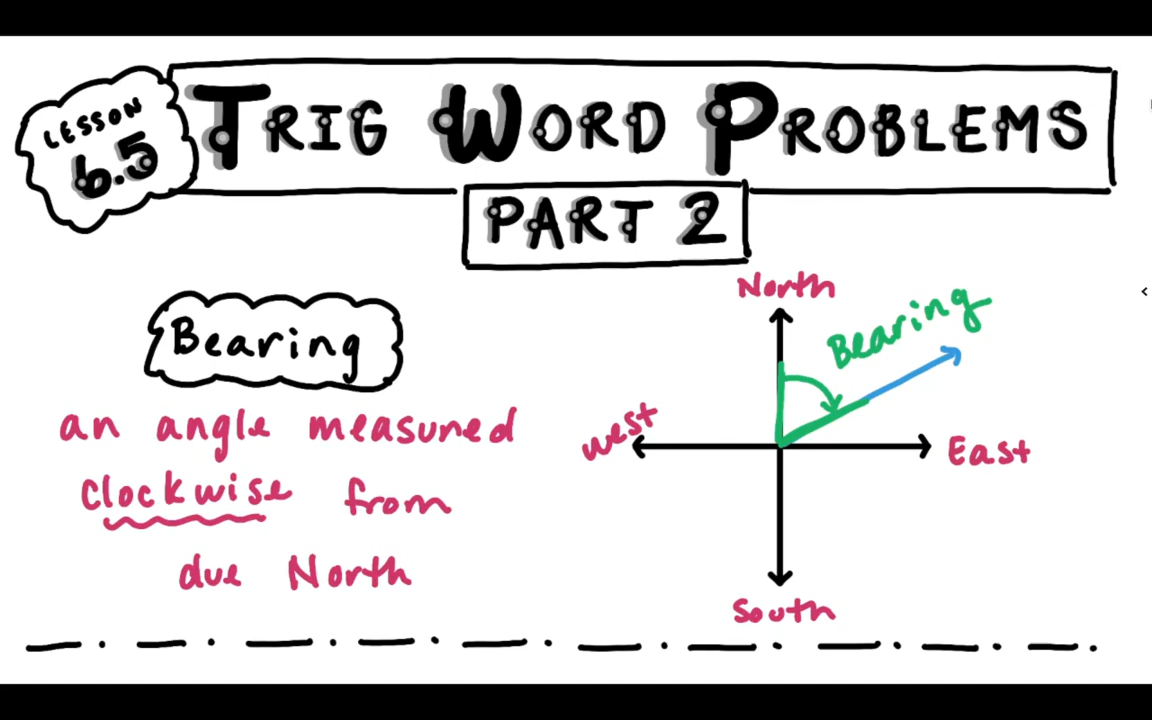 LESSON
6.5
TRIG WORD PROBLEMS
PART 2
Bearing
an angle measured
clockwise from
due North
North
Bearing
West
East
South